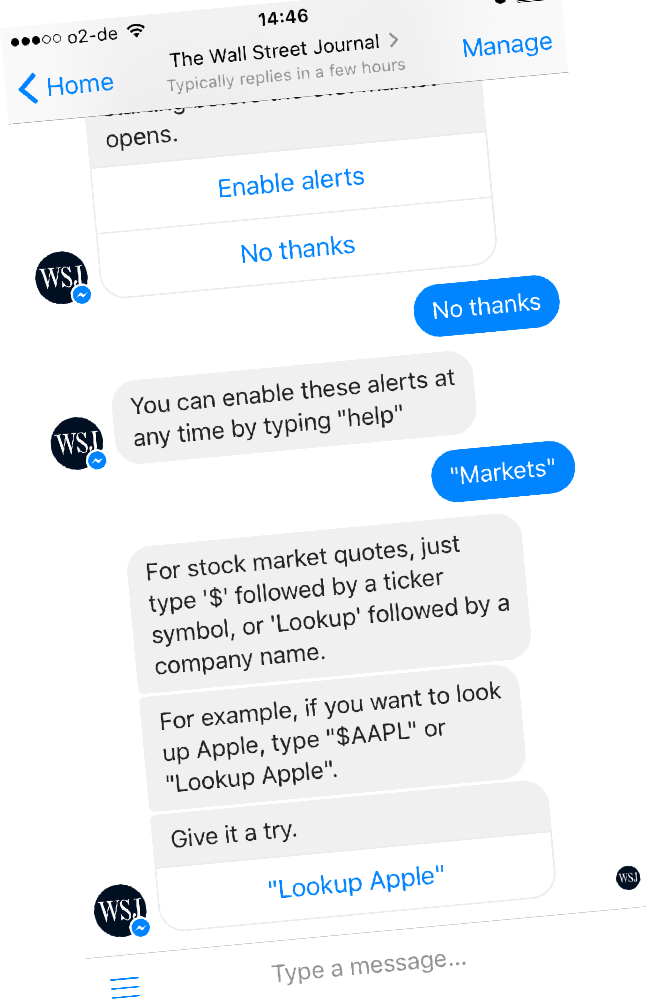 14:46
o2-de
The Wall Street Journal
Manage
Home
Typically replies in a few hours
opens.
Enable alerts
No thanks
WSJ
No thanks
You can enable these alerts at
any time by typing "help"
WSJ
"Markets"
For stock market quotes, just
type '$' followed by a ticker
symbol, or 'Lookup' followed by a
company name.
For example, if you want to look
up Apple, type "$AAPL" or
"Lookup Apple".
Give it a try.
"Lookup Apple"
WSJ
WSJ
Type a message...